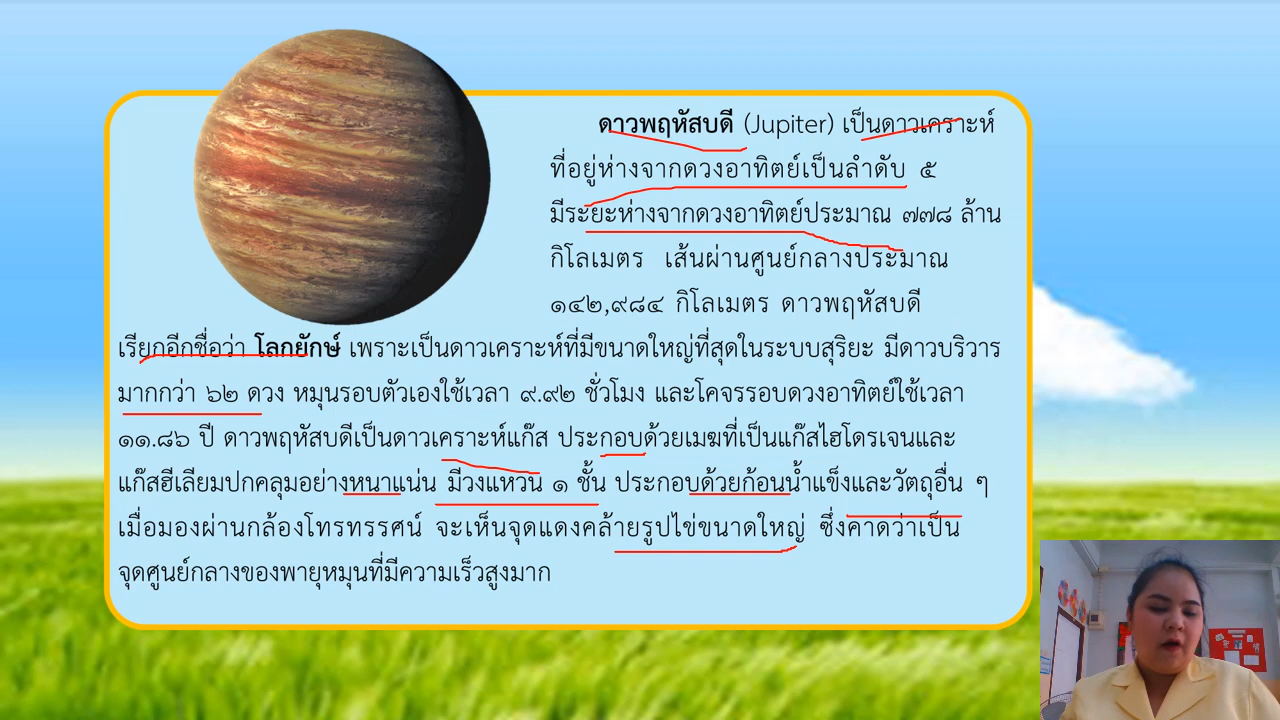 ดาวพฤหัสบดี (Jupiter) เป็นดาวเคราะห์
ที่อยู่ห่างจากดวงอาทิตย์เป็นลำดับ ๕
มีระยะห่างจากดวงอาทิตย์ประมาณ ๗๗๘ ล้าน
กิโลเมตร เส้นผ่านศูนย์กลางประมาณ
๑๔๒,๙๘๔ กิโลเมตร ดาวพฤหัสบดี
เรียกอีกชื่อว่า โลกยักษ์ เพราะเป็นดาวเคราะห์ที่มีขนาดใหญ่ที่สุดในระบบสุริยะ มีดาวบริวาร
มากกว่า ๖๒ ดวง หมุนรอบตัวเองใช้เวลา ๙.๙๒ ชั่วโมง และโคจรรอบดวงอาทิตย์ใช้เวลา
๑๑.๘๖ ปี ดาวพฤหัสบดีเป็นดาวเคราะห์แก๊ส ประกอบด้วยเมฆที่เป็นแก๊สไฮโดรเจนและ
แก๊สฮีเลียมปกคลุมอย่างหนาแน่น มีวงแหวน ๑ ชั้น ประกอบด้วยก้อนน้ำแข็งและวัตถุอื่น ๆ
เมื่อมองผ่านกล้องโทรทรรศน์ จะเห็นจุดแดงคล้ายรูปไข่ขนาดใหญ่ ซึ่งคาดว่าเป็น
จุดศูนย์กลางของพายุหมุนที่มีความเร็วสูงมาก